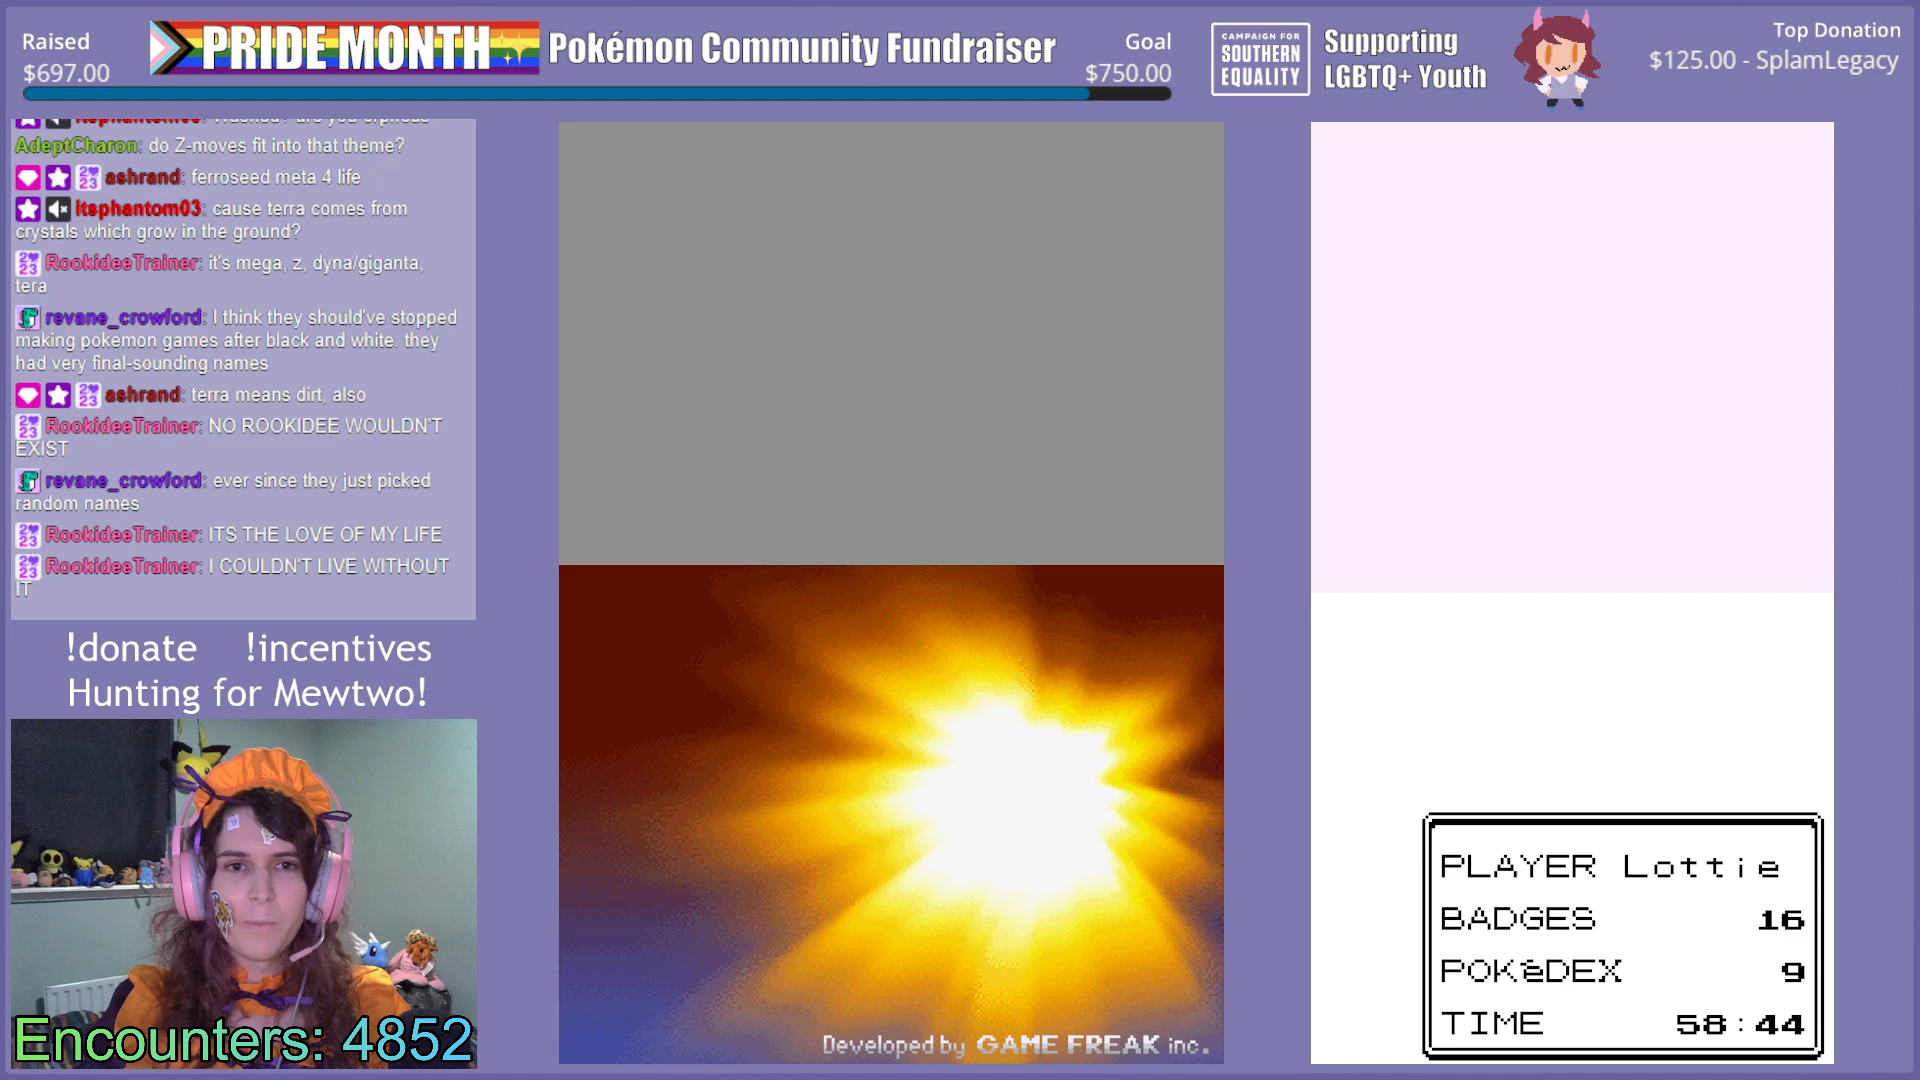 Raised
$697.00
PRIDE MONTH
Pokémon Community Fundraiser
Goal
$750.00
CAMPAIGN FOR
SOUTHERN
EQUALITY
Supporting
LGBTQ+ Youth
Top Donation
$125.00 - SplamLegacy
AdeptCharon: do Z-moves fit into that theme?
ashrand: ferroseed meta 4 life
itsphantom03: cause terra comes from
crystals which grow in the ground?
RookideeTrainer: it's mega, z, dyna/giganta,
tera
revane_crowford: I think they should've stopped
making pokemon games after black and white. they
had very final-sounding names
ashrand: terra means dirt, also
RookideeTrainer: NO ROOKIDEE WOULDN'T
EXIST
revane_crowford: ever since they just picked
random names
RookideeTrainer: ITS THE LOVE OF MY LIFE
RookideeTrainer: I COULDN'T LIVE WITHOUT
IT
!donate !incentives
Hunting for Mewtwo!
Encounters: 4852
Developed by GAME FREAK inc.
PLAYER Lottie
BADGES 16
POKéDEX 9
TIME 58:44